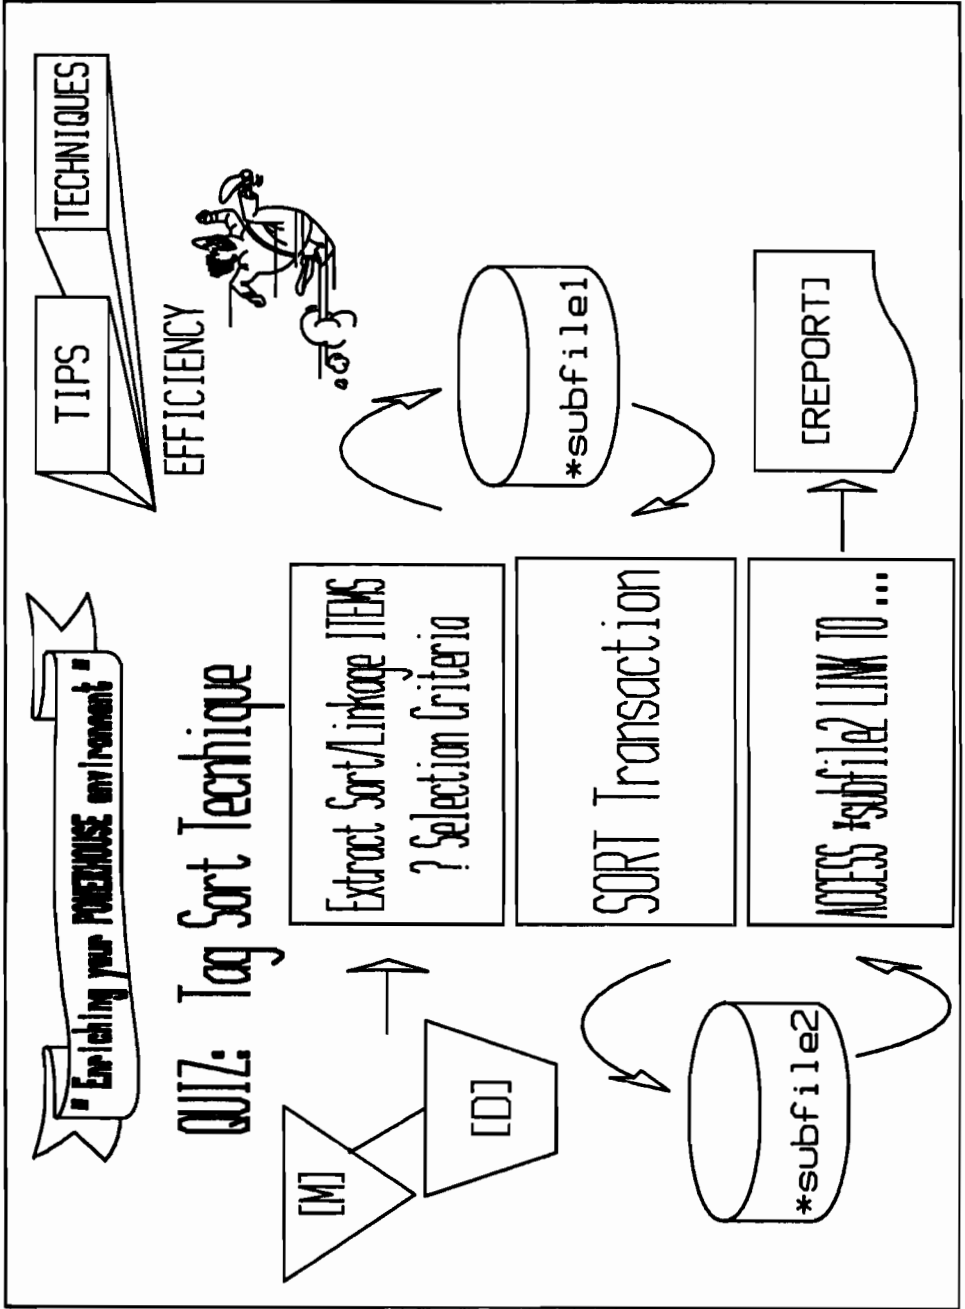 " Enriching your POWERHOUSE environment "
TIPS
TECHNIQUES
QUIZ: Tag Sort Technique
EFFICIENCY
[M]
[D]
Extract Sort/Linkage ITEMS
? Selection Criteria
*subfile1
SORT Transaction
*subfile2
ACCESS *subfile2 LINK TO ...
[REPORT]